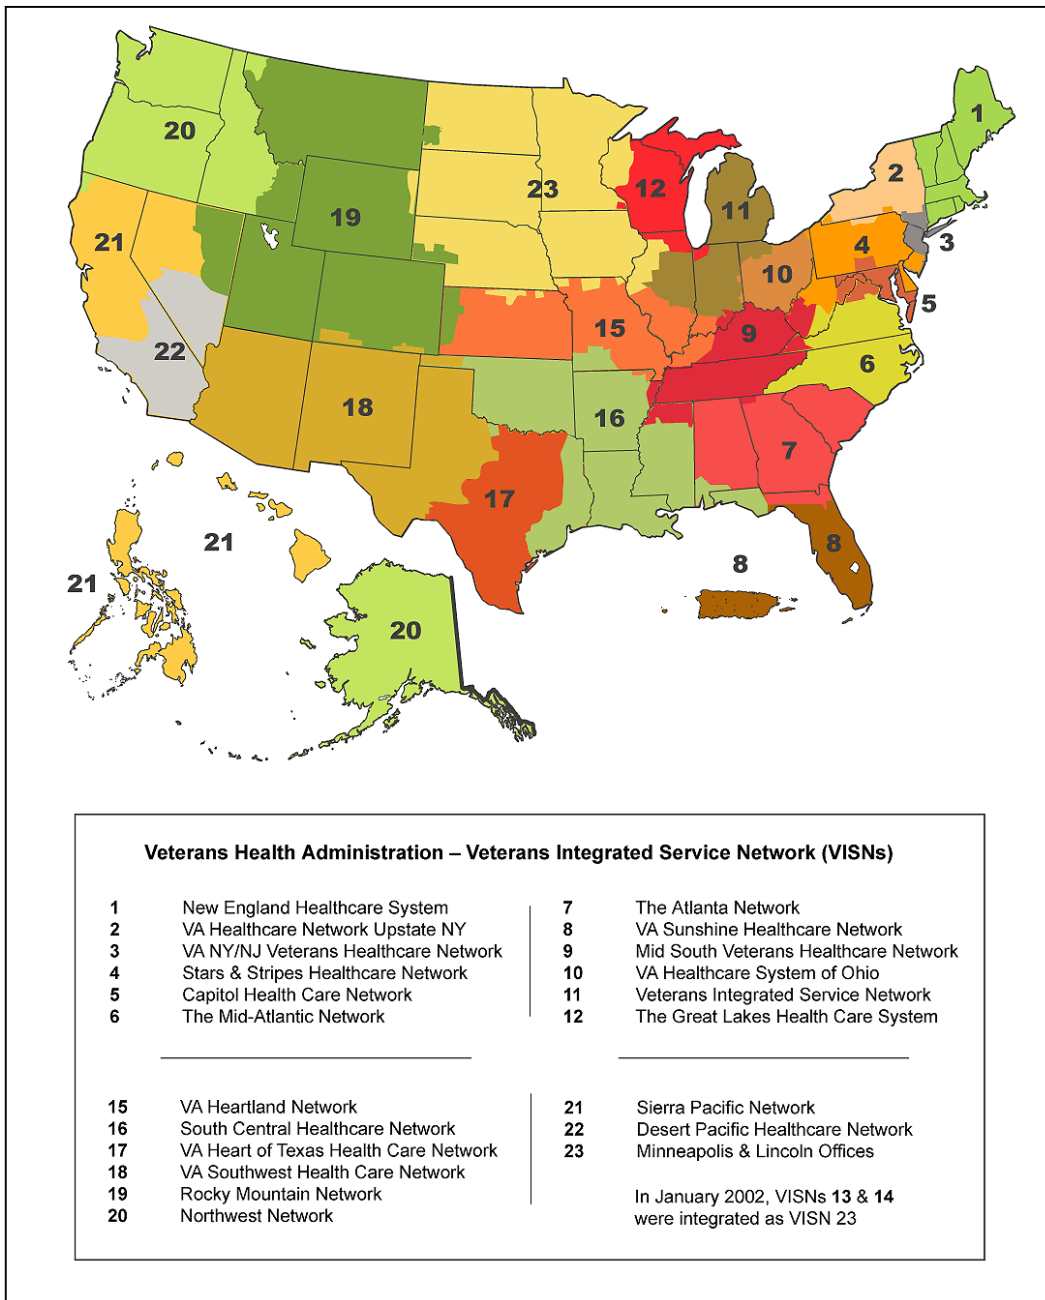 1
20
2
23
12
11
19
21
3
4
10
5
15
9
22
6
18
16
7
17
21
8
8
21
20
Veterans Health Administration – Veterans Integrated Service Network (VISNs)
1 New England Healthcare System
2 VA Healthcare Network Upstate NY
3 VA NY/NJ Veterans Healthcare Network
4 Stars & Stripes Healthcare Network
5 Capitol Health Care Network
6 The Mid-Atlantic Network
7 The Atlanta Network
8 VA Sunshine Healthcare Network
9 Mid South Veterans Healthcare Network
10 VA Healthcare System of Ohio
11 Veterans Integrated Service Network
12 The Great Lakes Health Care System
15 VA Heartland Network
16 South Central Healthcare Network
17 VA Heart of Texas Health Care Network
18 VA Southwest Health Care Network
19 Rocky Mountain Network
20 Northwest Network
21 Sierra Pacific Network
22 Desert Pacific Healthcare Network
23 Minneapolis & Lincoln Offices
In January 2002, VISNs 13 & 14
were integrated as VISN 23